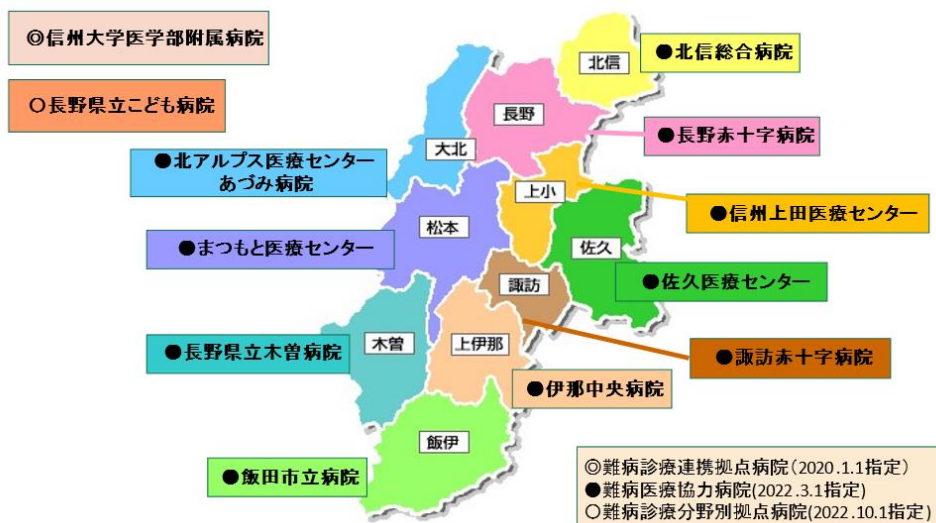 ◎信州大学医学部附属病院
○長野県立こども病院
●北信総合病院
北信
長野
●長野赤十字病院
大北
●北アルプス医療センター
あづみ病院
上小
●信州上田医療センター
松本
●まつもと医療センター
佐久
●佐久医療センター
諏訪
●諏訪赤十字病院
木曽
●長野県立木曽病院
上伊那
●伊那中央病院
飯伊
●飯田市立病院
◎難病診療連携拠点病院(2020.1.1指定)
●難病医療協力病院(2022.3.1指定)
○難病診療分野別拠点病院(2022.10.1指定)